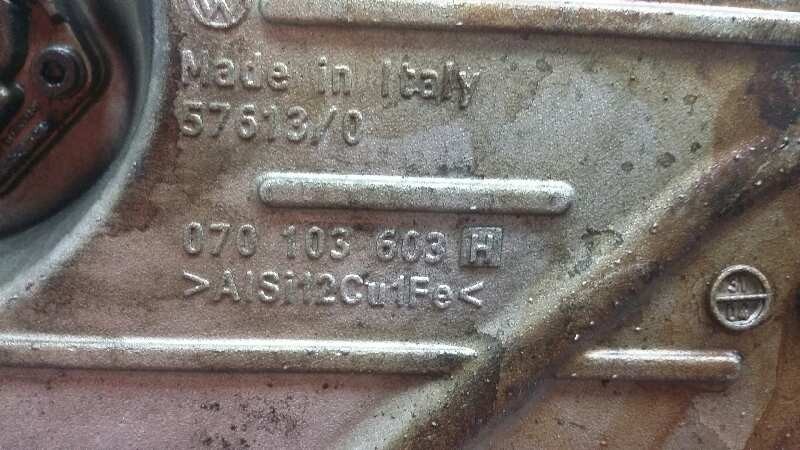 Made in Italy
57613/0
070 103 603 H
>AlSi12Cu1Fe<